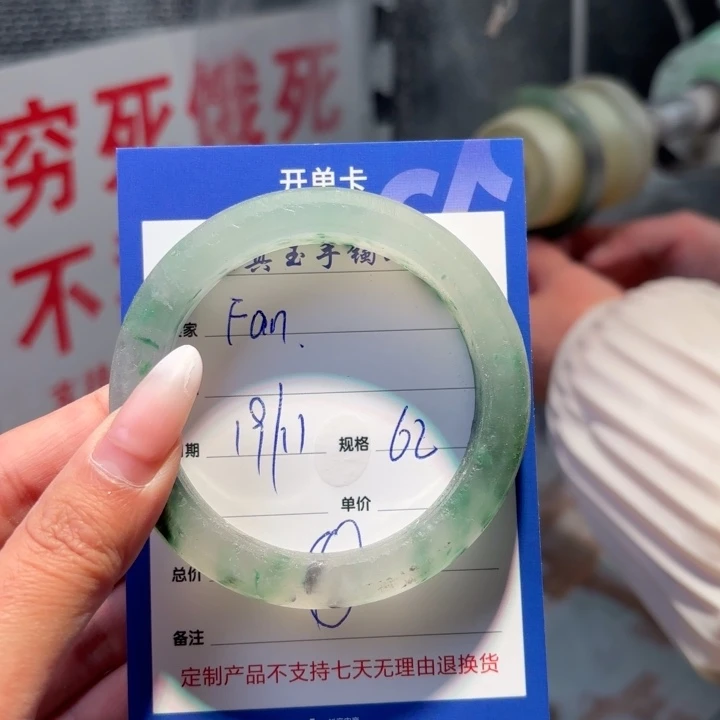 穷死饿死
不
开单卡
典玉手镯
家 Fan.
期 19/11 规格 62
单价
总价
备注
定制产品不支持七天无理由退换货